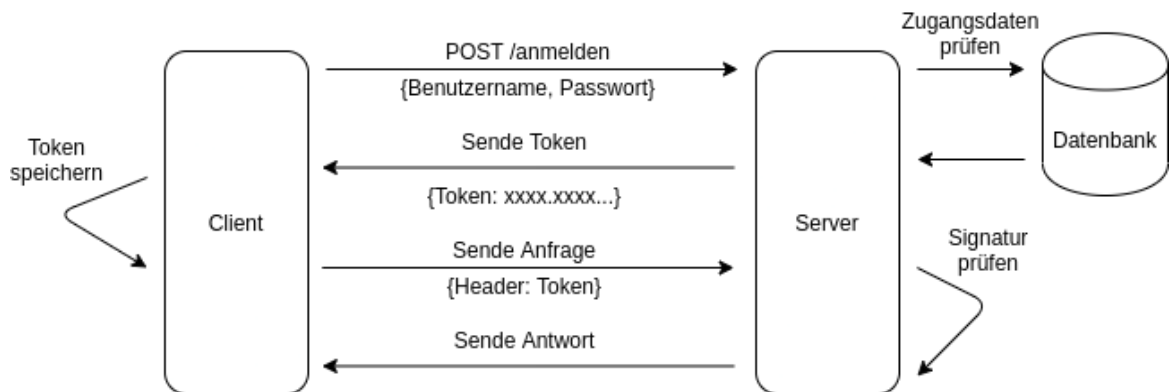 POST /anmelden
{Benutzername, Passwort}
Zugangsdaten
prüfen
Datenbank
Sende Token
{Token: xxxx.xxxx...}
Token
speichern
Client
Server
Sende Anfrage
{Header: Token}
Signatur
prüfen
Sende Antwort